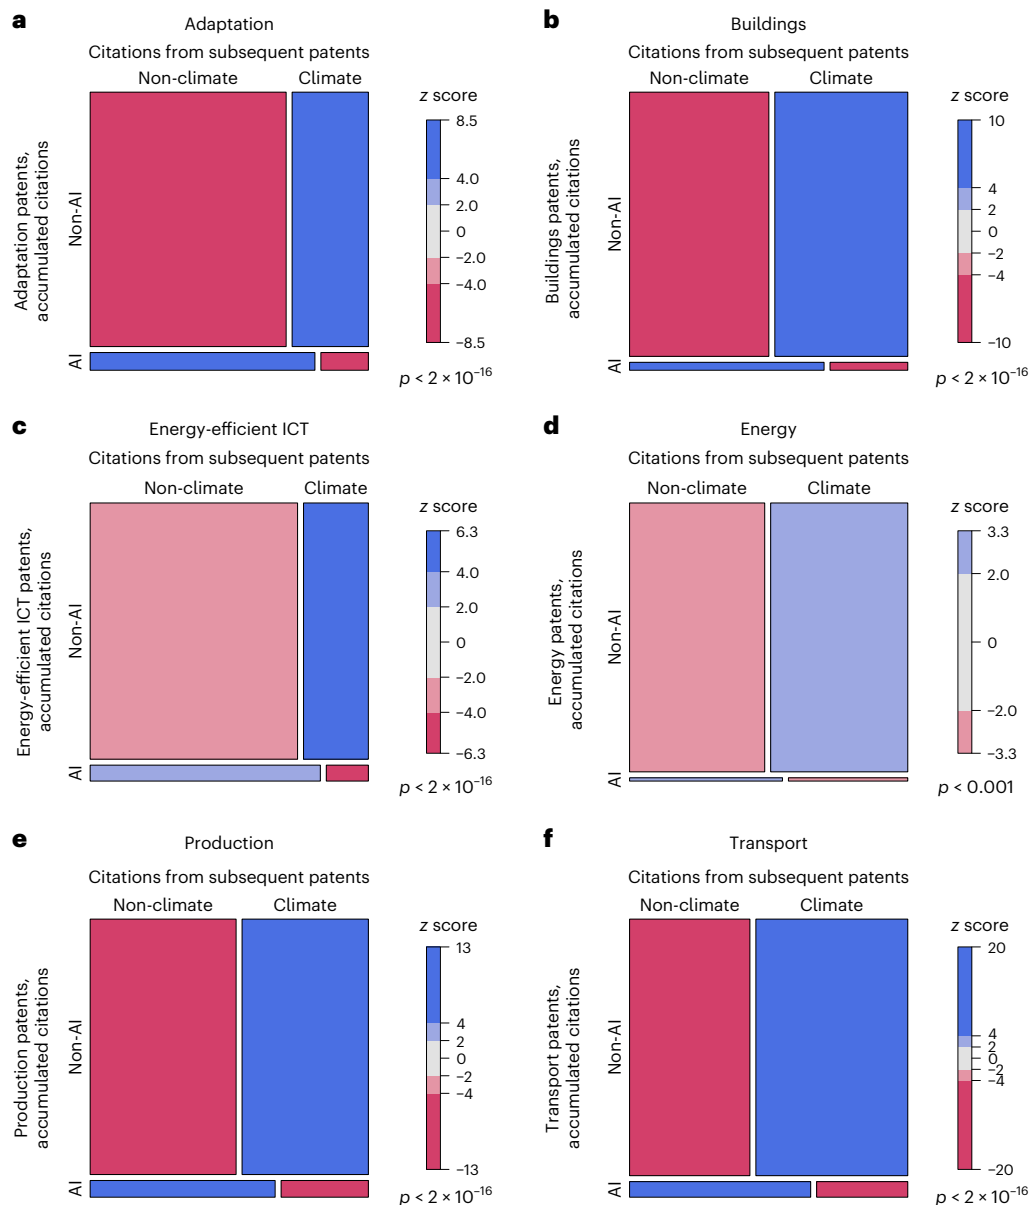 a
Adaptation
Citations from subsequent patents
Non-climate Climate
Adaptation patents,
accumulated citations
Non-AI
AI
z score
8.5
4.0
2.0
0
−2.0
−4.0
−8.5
p < 2 × 10⁻¹⁶
b
Buildings
Citations from subsequent patents
Non-climate Climate
Buildings patents,
accumulated citations
Non-AI
AI
z score
10
4
2
0
−2
−4
−10
p < 2 × 10⁻¹⁶
c
Energy-efficient ICT
Citations from subsequent patents
Non-climate Climate
Energy-efficient ICT patents,
accumulated citations
Non-AI
AI
z score
6.3
4.0
2.0
0
−2.0
−4.0
−6.3
p < 2 × 10⁻¹⁶
d
Energy
Citations from subsequent patents
Non-climate Climate
Energy patents,
accumulated citations
Non-AI
AI
z score
3.3
2.0
0
−2.0
−3.3
p < 0.001
e
Production
Citations from subsequent patents
Non-climate Climate
Production patents,
accumulated citations
Non-AI
AI
z score
13
4
2
0
−2
−4
−13
p < 2 × 10⁻¹⁶
f
Transport
Citations from subsequent patents
Non-climate Climate
Transport patents,
accumulated citations
Non-AI
AI
z score
20
4
2
0
−2
−4
−20
p < 2 × 10⁻¹⁶